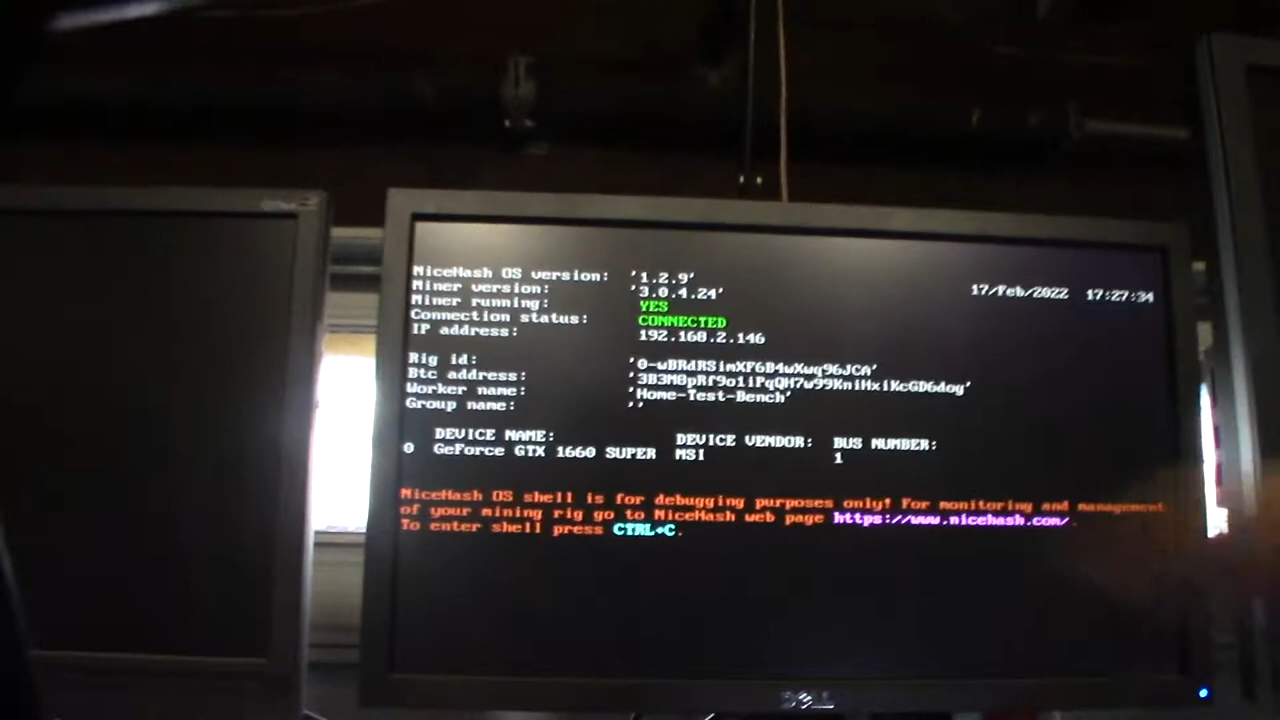 NiceHash OS version: '1.2.9'
Miner version: '3.0.4.24'
17/Feb/2022 17:27:34
Miner running: YES
Connection status: CONNECTED
IP address: 192.168.2.146
Rig id: '0-wBRdRSimXF6B4wXwq96JCA'
Btc address: '3B3M8pRf9o1iPqQH7w99KniHxiKcGD6doy'
Worker name: 'Home-Test-Bench'
Group name: ''
DEVICE NAME: DEVICE VENDOR: BUS NUMBER:
0 GeForce GTX 1660 SUPER MSI 1
NiceHash OS shell is for debugging purposes only! For monitoring and management
of your mining rig go to NiceHash web page https://www.nicehash.com/.
To enter shell press CTRL+C.
DELL